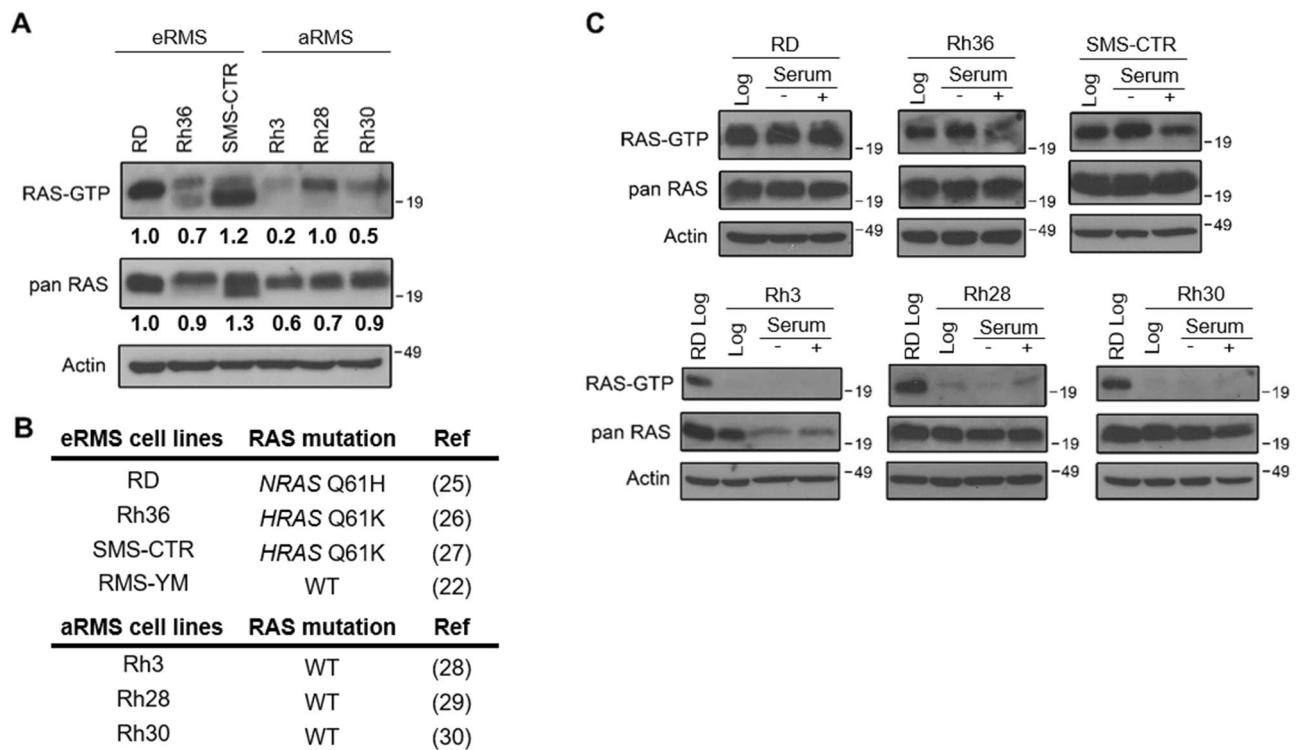 A
eRMS aRMS
RD Rh36 SMS-CTR Rh3 Rh28 Rh30
RAS-GTP -19
1.0 0.7 1.2 0.2 1.0 0.5
pan RAS -19
1.0 0.9 1.3 0.6 0.7 0.9
Actin -49
B
eRMS cell lines RAS mutation Ref
RD NRAS Q61H (25)
Rh36 HRAS Q61K (26)
SMS-CTR HRAS Q61K (27)
RMS-YM WT (22)
aRMS cell lines RAS mutation Ref
Rh3 WT (28)
Rh28 WT (29)
Rh30 WT (30)
C
RD Rh36 SMS-CTR
Log Serum Log Serum Log Serum
- + - + - +
RAS-GTP -19 -19 -19
pan RAS -19 -19 -19
Actin -49 -49 -49
Rh3 Rh28 Rh30
RD Log Log Serum RD Log Log Serum RD Log Log Serum
- + - + - +
RAS-GTP -19 -19 -19
pan RAS -19 -19 -19
Actin -49 -49 -49